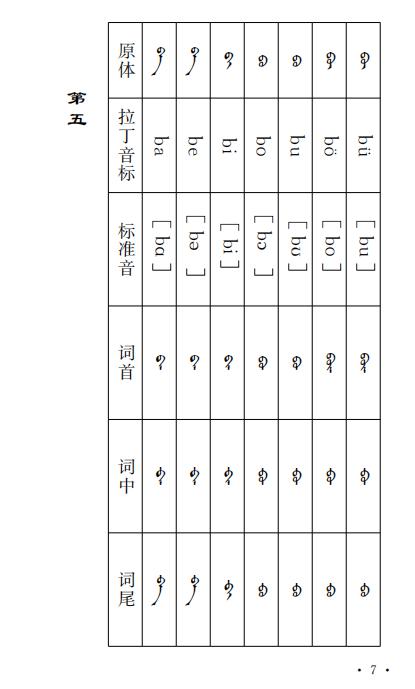 第五
原体 拉丁音标 标准音 词首 词中 词尾
ᠪᠠ ba [bɑ] ᠪᠠ‍ ‍ᠪᠠ‍ ‍ᠪᠠ
ᠪᠡ be [bə] ᠪᠡ‍ ‍ᠪᠡ‍ ‍ᠪᠡ
ᠪᠢ bi [bi] ᠪᠢ‍ ‍ᠪᠢ‍ ‍ᠪᠢ
ᠪᠣ bo [bɔ] ᠪᠣ‍ ‍ᠪᠣ‍ ‍ᠪᠣ
ᠪᠤ bu [bʊ] ᠪᠤ‍ ‍ᠪᠤ‍ ‍ᠪᠤ
ᠪᠥ bö [bo] ᠪᠥ‍ ‍ᠪᠥ‍ ‍ᠪᠥ
ᠪᠦ bü [bu] ᠪᠦ‍ ‍ᠪᠦ‍ ‍ᠪᠦ
• 7 •